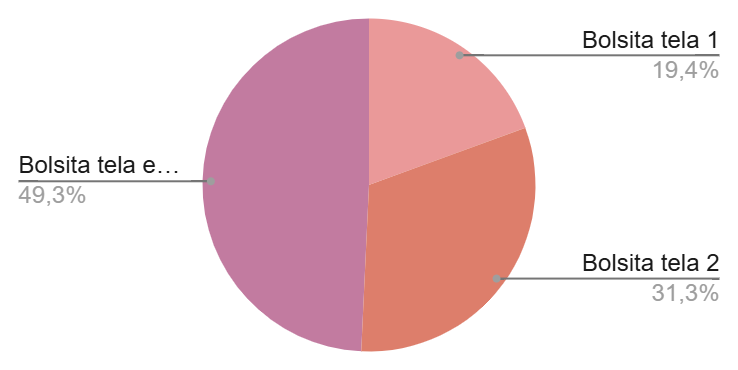 Bolsita tela 1
19,4%
Bolsita tela e…
49,3%
Bolsita tela 2
31,3%